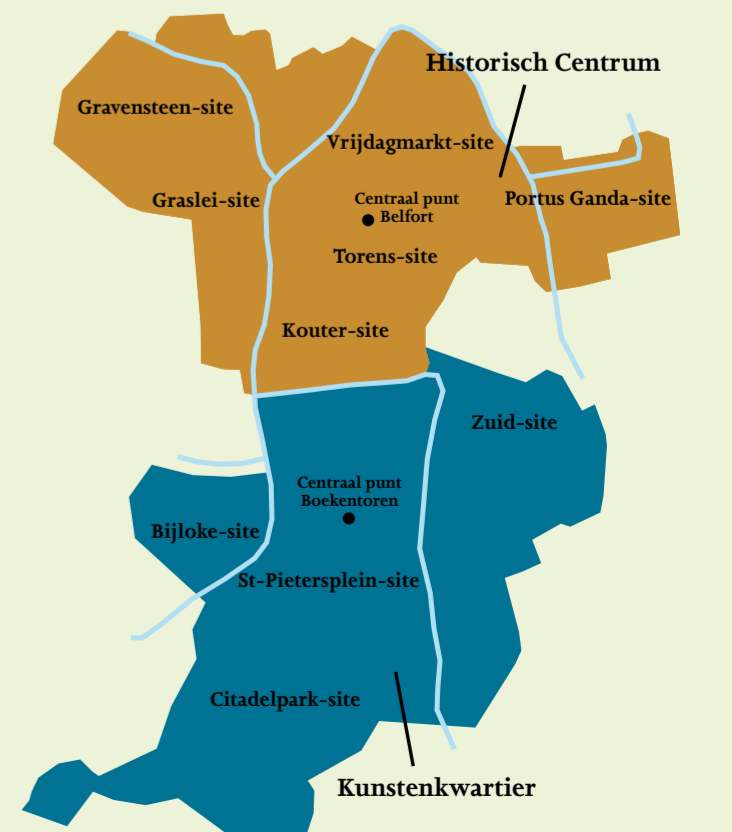 Historisch Centrum
Gravensteen-site
Vrijdagmarkt-site
Graslei-site
Centraal punt
Belfort
Portus Ganda-site
Torens-site
Kouter-site
Zuid-site
Centraal punt
Boekentoren
Bijloke-site
St-Pietersplein-site
Citadelpark-site
Kunstenkwartier